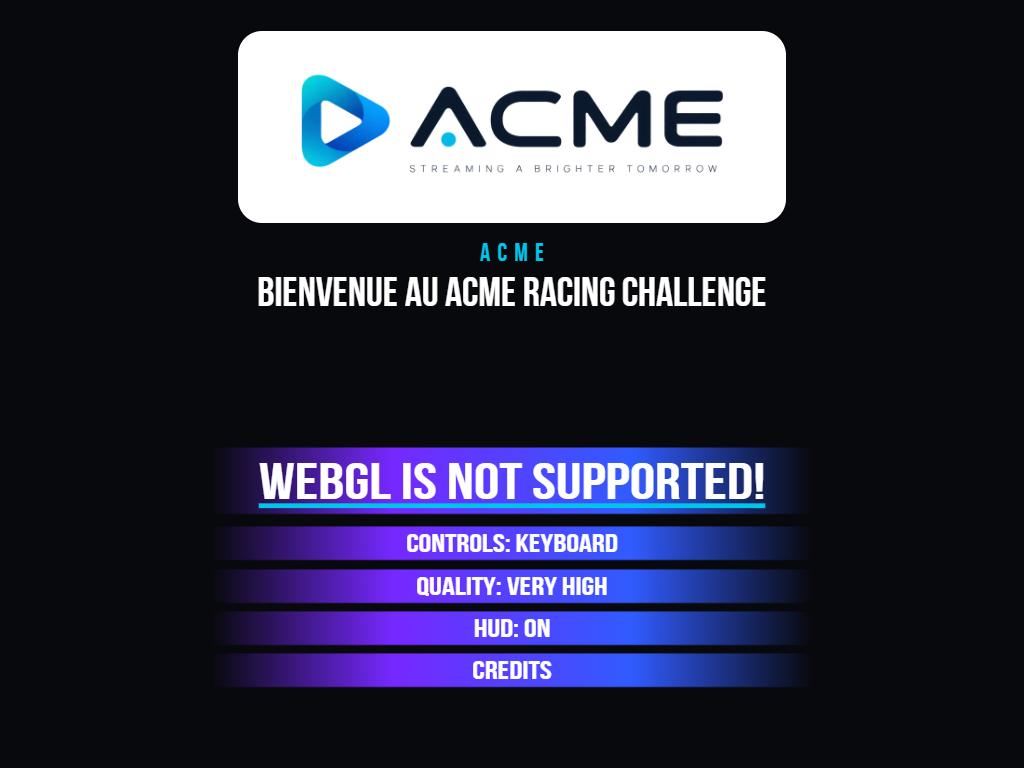 ACME
STREAMING A BRIGHTER TOMORROW
ACME
BIENVENUE AU ACME RACING CHALLENGE
WEBGL IS NOT SUPPORTED!
CONTROLS: KEYBOARD
QUALITY: VERY HIGH
HUD: ON
CREDITS